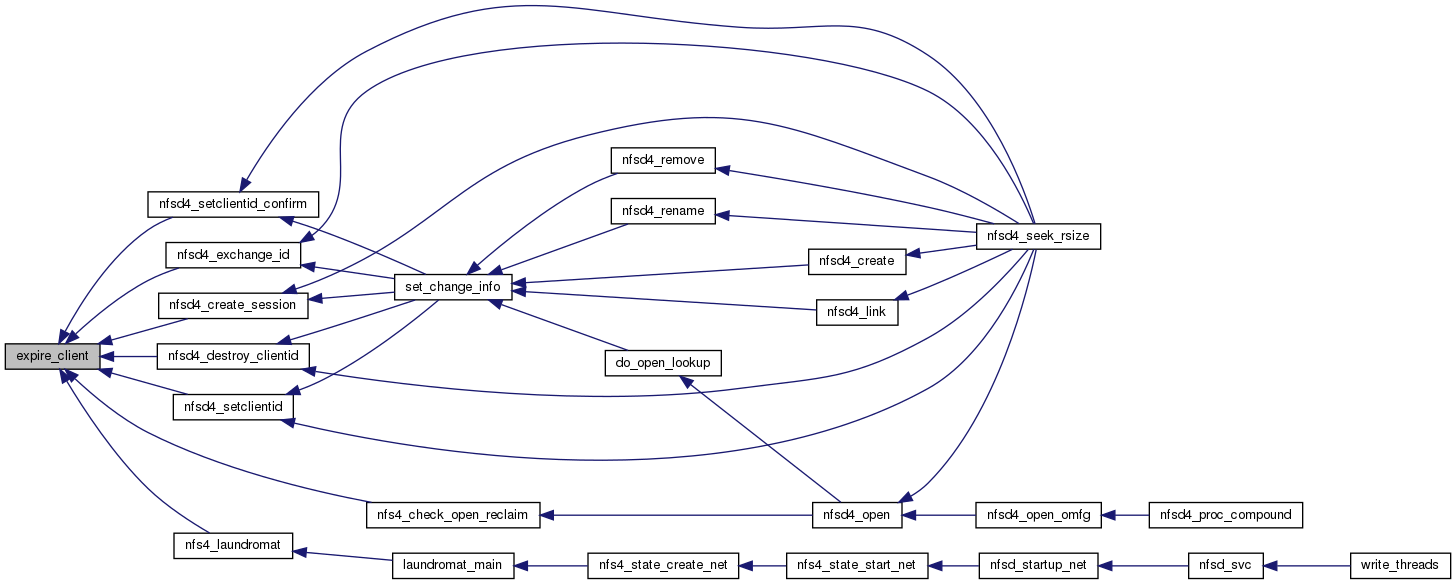 expire_client
nfsd4_setclientid_confirm
nfsd4_exchange_id
nfsd4_create_session
nfsd4_destroy_clientid
nfsd4_setclientid
nfs4_check_open_reclaim
nfs4_laundromat
set_change_info
laundromat_main
nfsd4_remove
nfsd4_rename
do_open_lookup
nfs4_state_create_net
nfsd4_create
nfsd4_link
nfsd4_open
nfs4_state_start_net
nfsd4_seek_rsize
nfsd4_open_omfg
nfsd_startup_net
nfsd4_proc_compound
nfsd_svc
write_threads